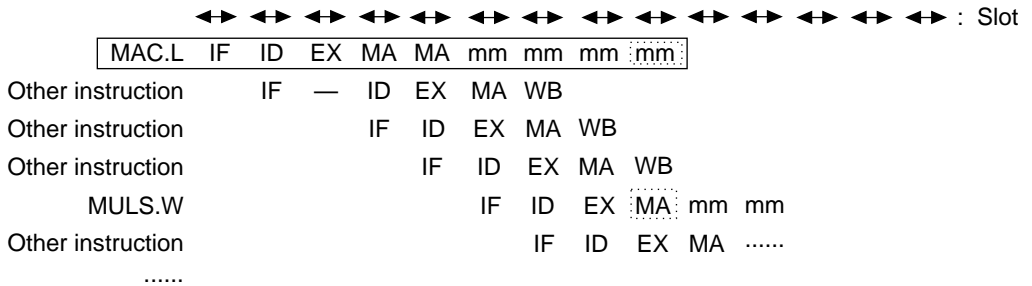 : Slot
MAC.L IF ID EX MA MA mm mm mm mm
Other instruction IF — ID EX MA WB
Other instruction IF ID EX MA WB
Other instruction IF ID EX MA WB
MULS.W IF ID EX MA mm mm
Other instruction IF ID EX MA ......
......